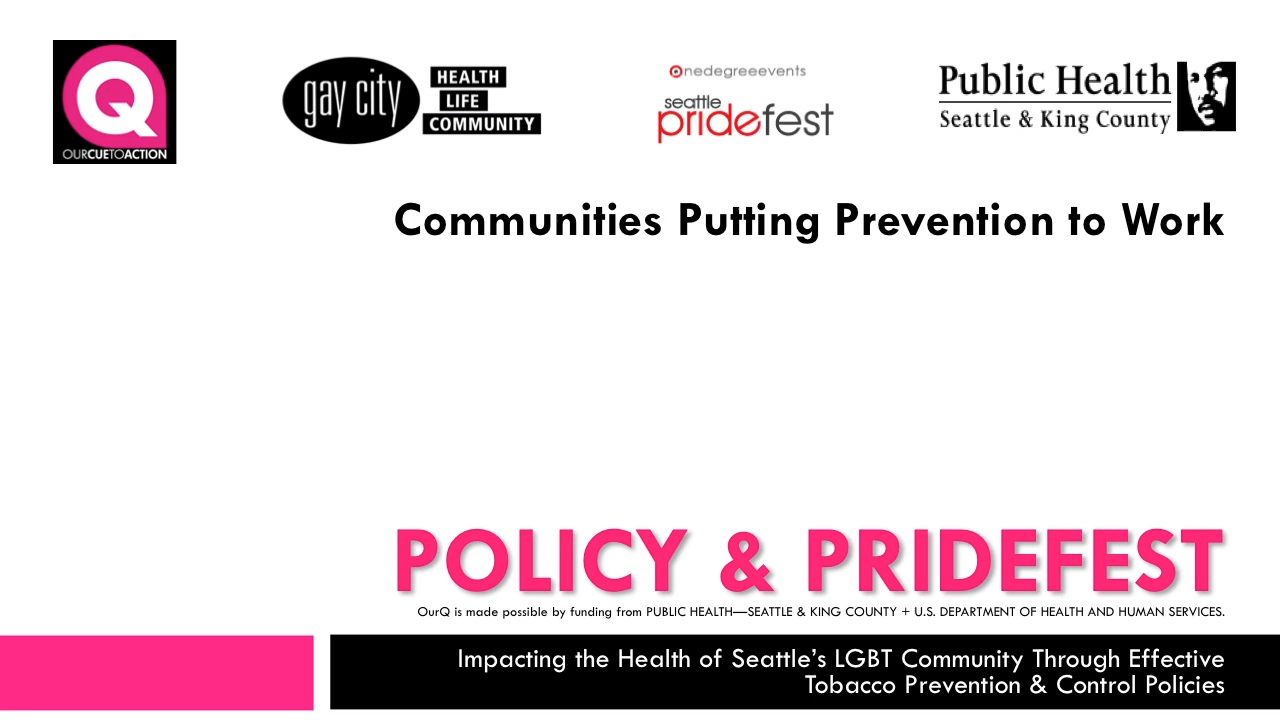 Q
OURCUETOACTION
gay city
HEALTH
LIFE
COMMUNITY
onedegreeevents
seattle
pridefest
Public Health
Seattle & King County
Communities Putting Prevention to Work
POLICY & PRIDEFEST
OurQ is made possible by funding from PUBLIC HEALTH—SEATTLE & KING COUNTY + U.S. DEPARTMENT OF HEALTH AND HUMAN SERVICES.
Impacting the Health of Seattle’s LGBT Community Through Effective
Tobacco Prevention & Control Policies